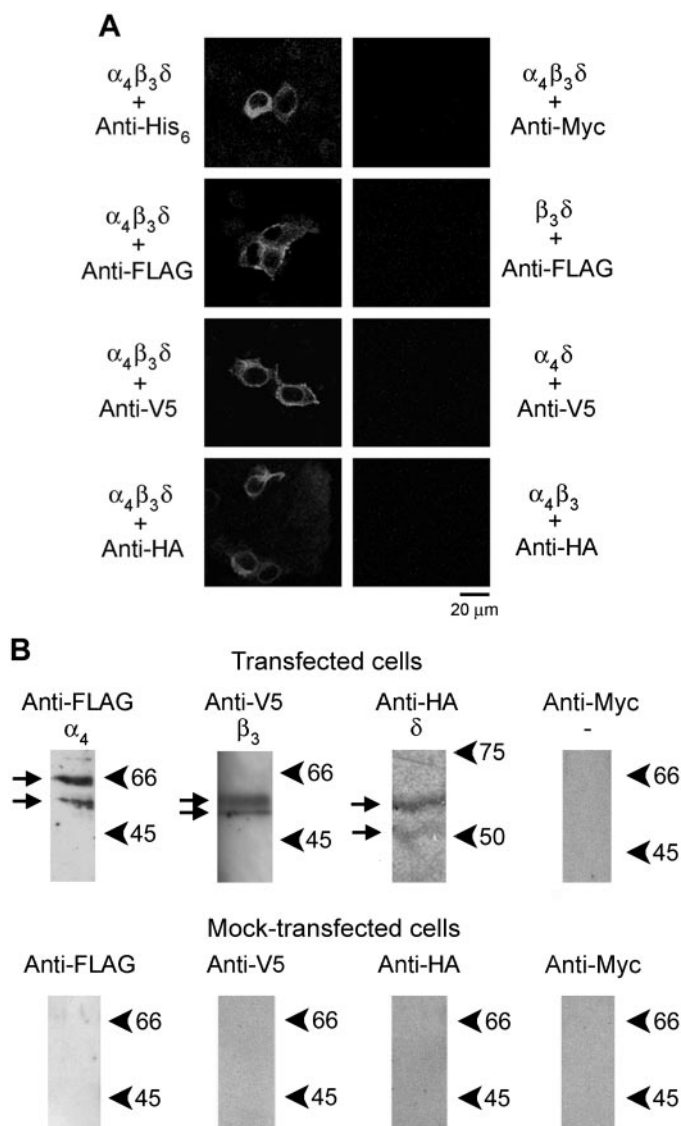 A
α4β3δ + Anti-His6
α4β3δ + Anti-Myc
α4β3δ + Anti-FLAG
β3δ + Anti-FLAG
α4β3δ + Anti-V5
α4δ + Anti-V5
α4β3δ + Anti-HA
α4β3 + Anti-HA
20 μm
B
Transfected cells
Anti-FLAG Anti-V5 Anti-HA Anti-Myc
α4 β3 δ -
66 66 75 66
45 45 50 45
Mock-transfected cells
Anti-FLAG Anti-V5 Anti-HA Anti-Myc
66 66 66 66
45 45 45 45